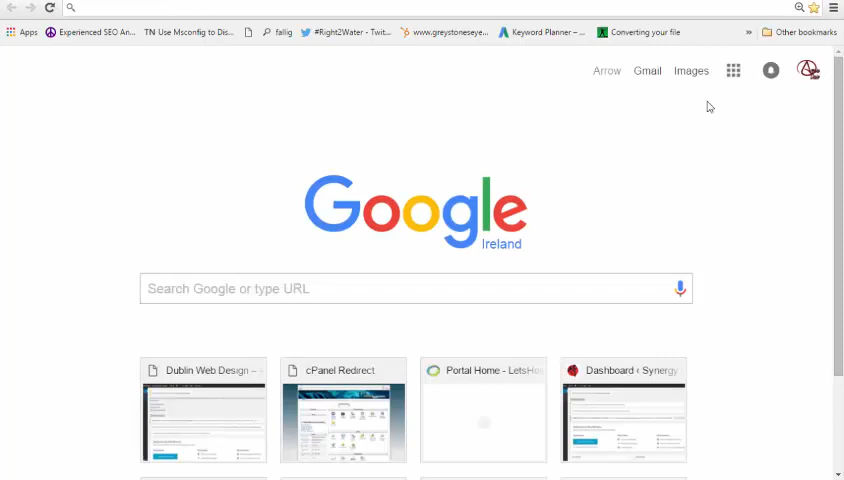 Apps Experienced SEO An... TN Use Msconfig to Dis... fallig #Right2Water - Twit... www.greystoneseye... Keyword Planner – ... Converting your file » Other bookmarks
Arrow Gmail Images
Google
Ireland
Search Google or type URL
Dublin Web Design – cPanel Redirect Portal Home - LetsHos Dashboard ‹ Synergy